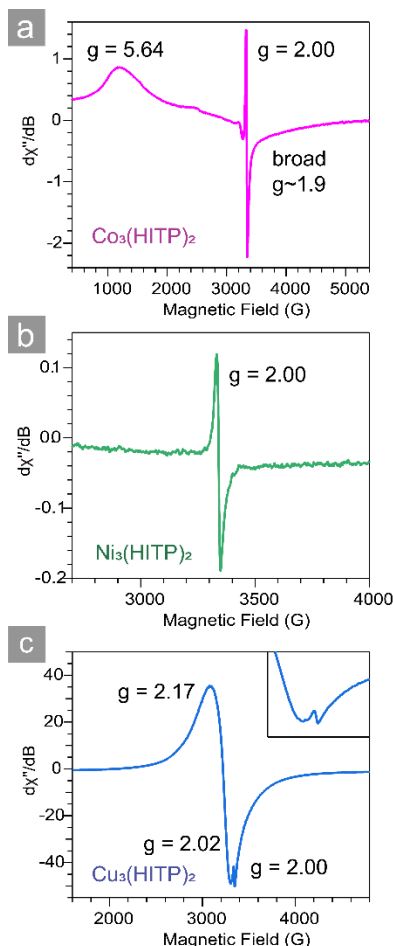 a
g = 5.64
g = 2.00
broad
g~1.9
Co₃(HITP)₂
dχ"/dB
1
0
-1
-2
1000 2000 3000 4000 5000
Magnetic Field (G)
b
g = 2.00
Ni₃(HITP)₂
dχ"/dB
0.1
0.0
-0.1
-0.2
3000 3500 4000
Magnetic Field (G)
c
g = 2.17
g = 2.02
g = 2.00
Cu₃(HITP)₂
dχ"/dB
40
20
0
-20
-40
2000 3000 4000
Magnetic Field (G)